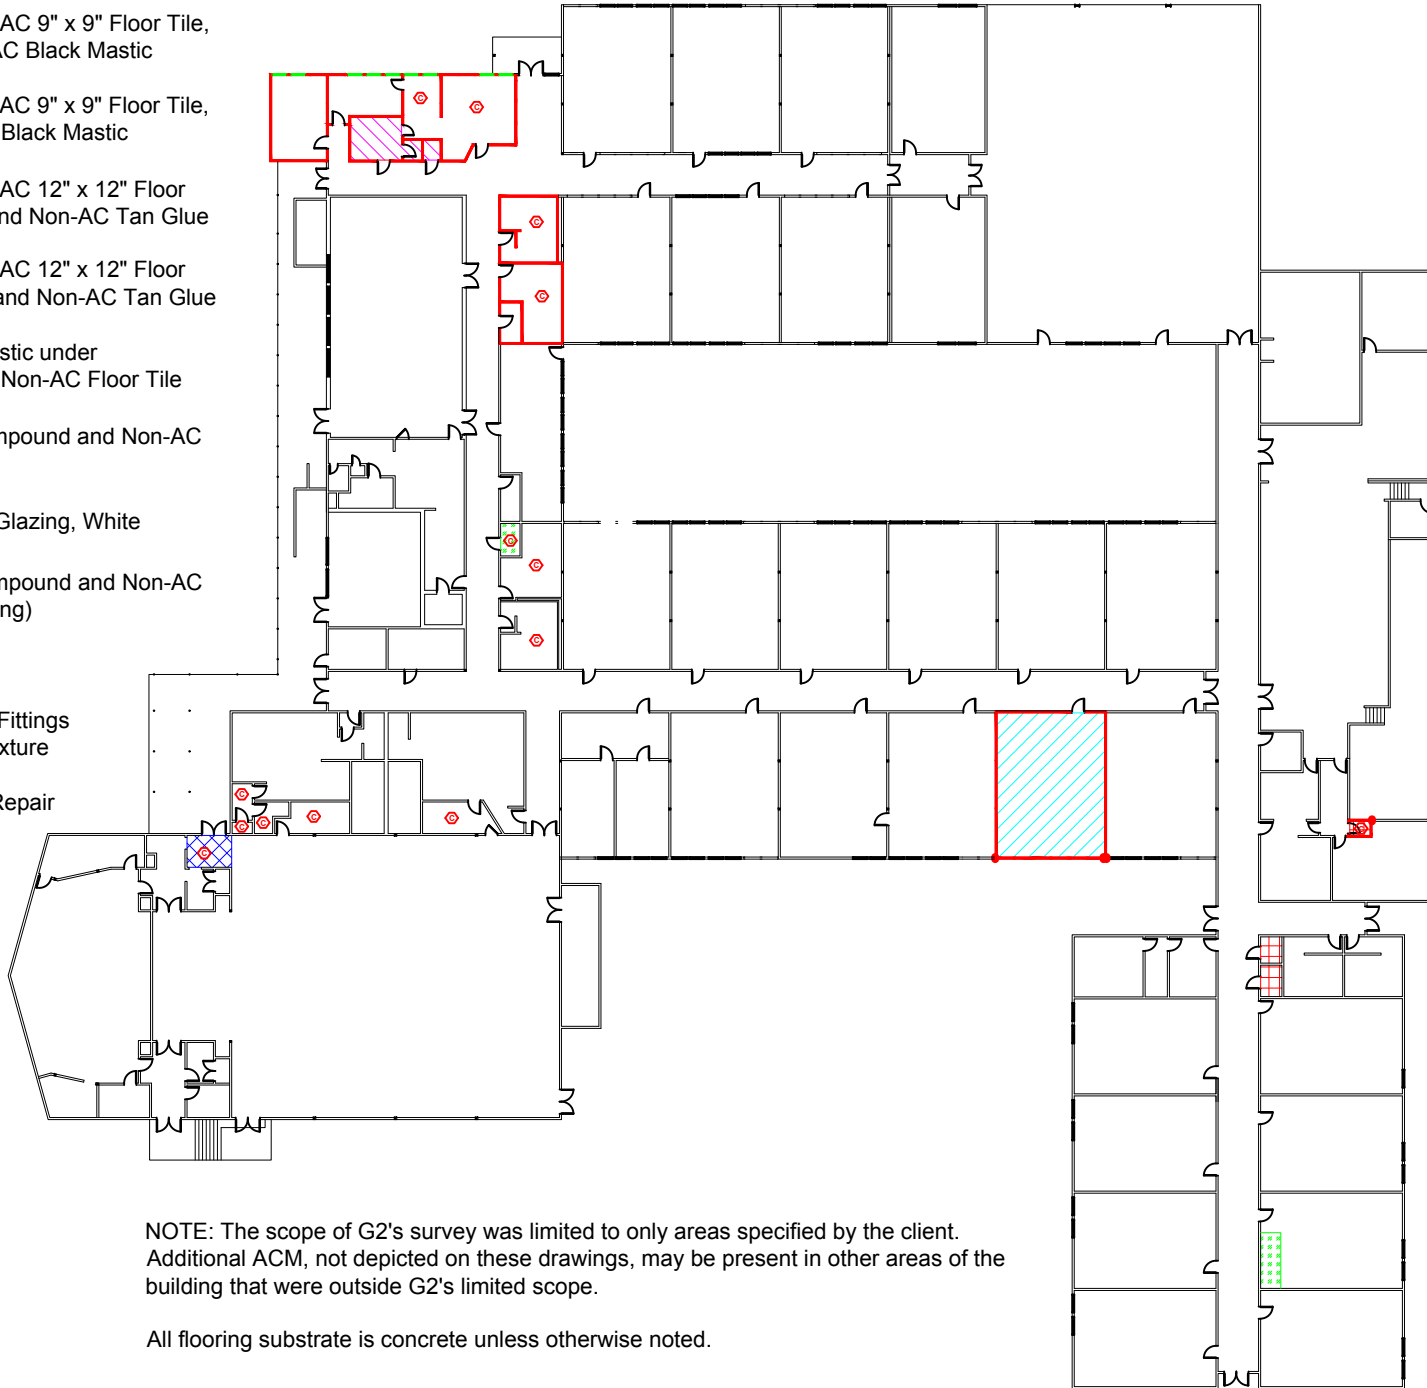 AC 9" x 9" Floor Tile,
AC Black Mastic
AC 9" x 9" Floor Tile,
Black Mastic
AC 12" x 12" Floor
and Non-AC Tan Glue
AC 12" x 12" Floor
and Non-AC Tan Glue
stic under
Non-AC Floor Tile
mpound and Non-AC
Glazing, White
mpound and Non-AC
ng)
Fittings
xture
Repair
C
C
C
C
C
C
C
C
C
C
C
C
C
C
NOTE: The scope of G2's survey was limited to only areas specified by the client.
Additional ACM, not depicted on these drawings, may be present in other areas of the
building that were outside G2's limited scope.
All flooring substrate is concrete unless otherwise noted.